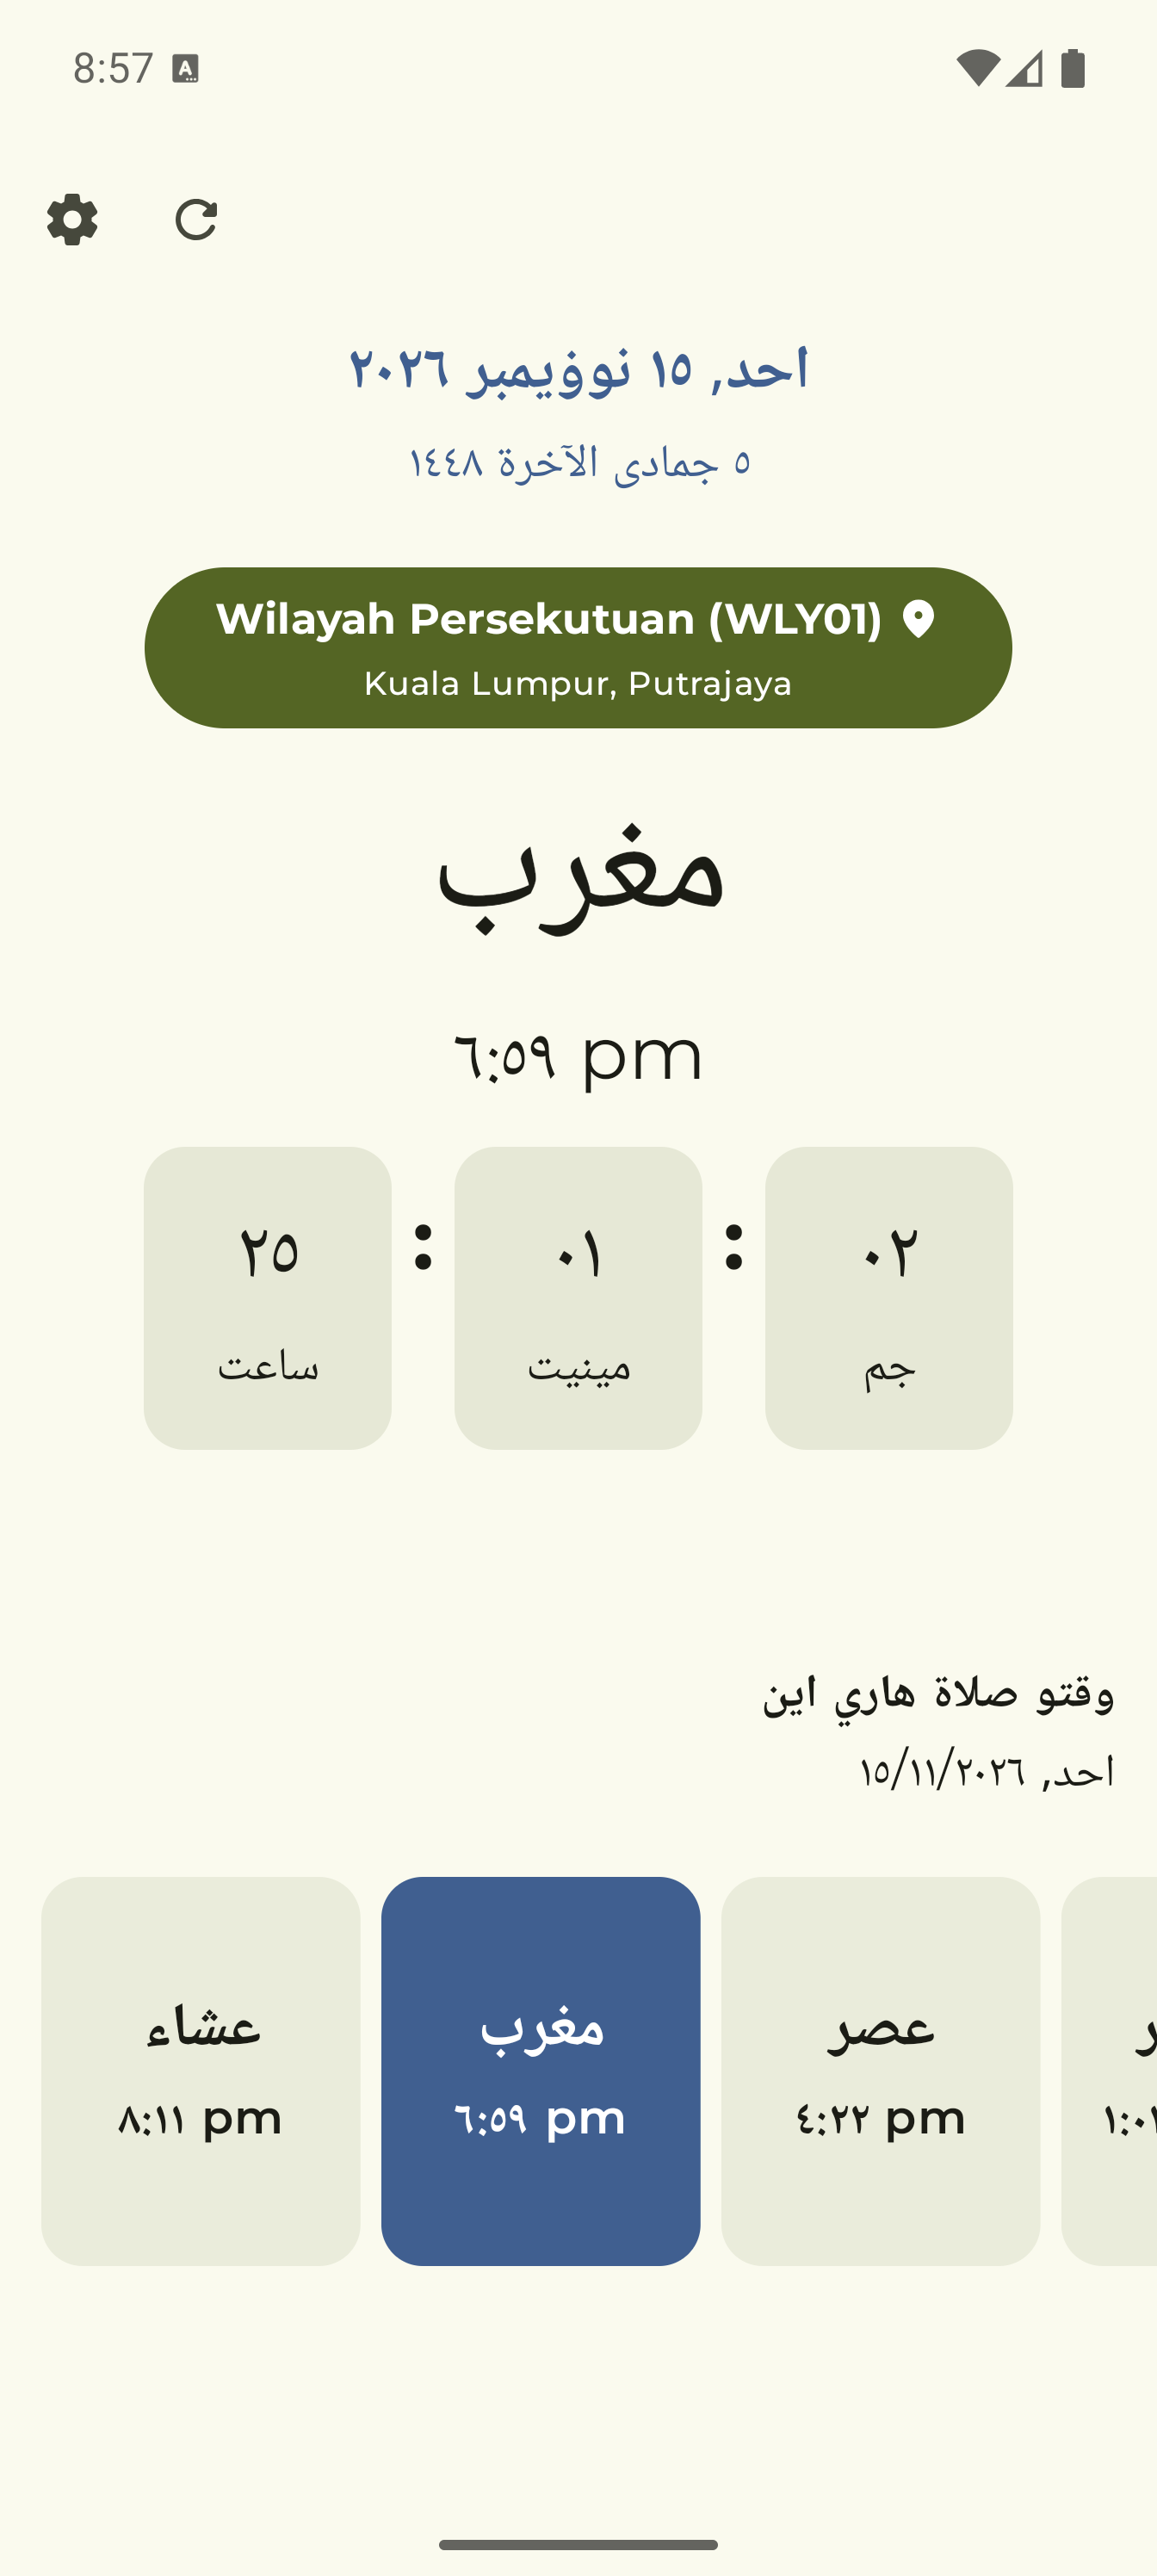 8:57
احد, ١٥ نوۏيمبر ٢٠٢٦
٥ جمادى الآخرة ١٤٤٨
Wilayah Persekutuan (WLY01)
Kuala Lumpur, Putrajaya
مغرب
٦:٥٩ pm
٠٢ : ٠١ : ٢٥
جم مينيت ساعت
وقتو صلاة هاري اين
احد, ١٥/١١/٢٠٢٦
عصر مغرب عشاء
٤:٢٢ pm ٦:٥٩ pm ٨:١١ pm